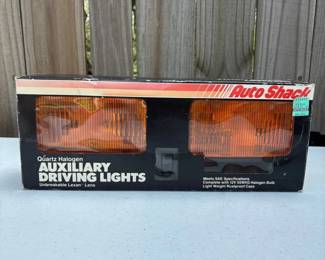 Auto Shack
Quartz Halogen
AUXILIARY
DRIVING LIGHTS
Unbreakable Lexan Lens
Meets SAE Specifications
Complete with 12V 55W/H3 Halogen Bulb
Light Weight Rustproof Case